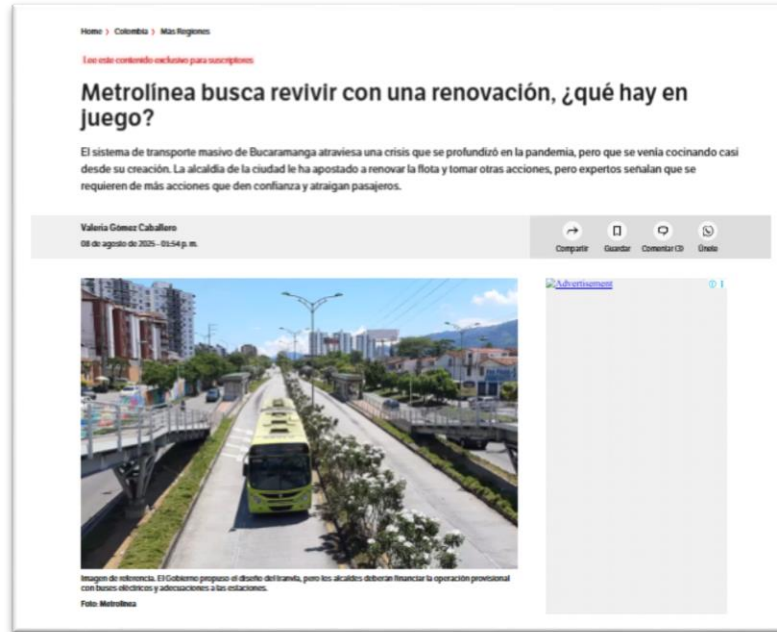 Home > Colombia > Más Regiones
Lee este contenido exclusivo para suscriptores
Metrolínea busca revivir con una renovación, ¿qué hay en
juego?
El sistema de transporte masivo de Bucaramanga atraviesa una crisis que se profundizó en la pandemia, pero que se venía cocinando casi
desde su creación. La alcaldía de la ciudad le ha apostado a renovar la flota y tomar otras acciones, pero expertos señalan que se
requieren de más acciones que den confianza y atraigan pasajeros.
Valeria Gómez Caballero
08 de agosto de 2025 - 01:54 p. m.
Compartir Guardar Comentar (3) Únete
Advertisement
Imagen de referencia. El Gobierno propuso el diseño del tranvía, pero los alcaldes deberán financiar la operación provisional
con buses eléctricos y adecuaciones a las estaciones.
Foto: Metrolínea